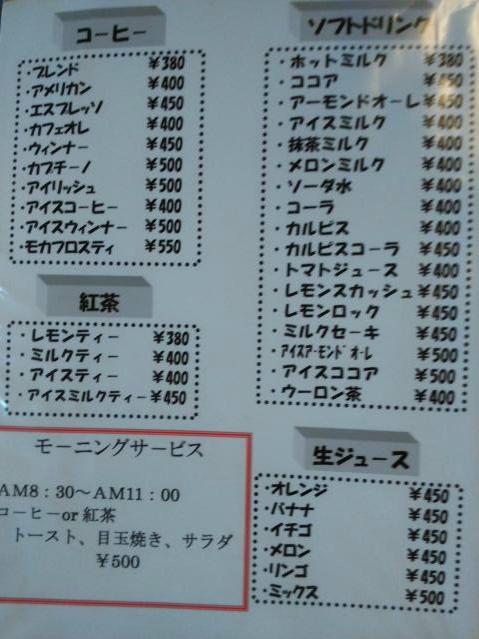 コーヒー
・ブレンド ￥380
・アメリカン ￥400
・エスプレッソ ￥450
・カフェオレ ￥400
・ウィンナー ￥450
・カプチーノ ￥500
・アイリッシュ ￥500
・アイスコーヒー ￥400
・アイスウィンナー ￥500
・モカフロスティ ￥550
紅茶
・レモンティー ￥380
・ミルクティー ￥400
・アイスティー ￥400
・アイスミルクティー ￥450
モーニングサービス
AM8：30～AM11：00
コーヒーor紅茶
トースト、目玉焼き、サラダ
￥500
ソフトドリンク
・ホットミルク ￥380
・ココア ￥450
・アーモンドオーレ ￥450
・アイスミルク ￥400
・抹茶ミルク ￥400
・メロンミルク ￥400
・ソーダ水 ￥400
・コーラ ￥400
・カルピス ￥400
・カルピスコーラ ￥450
・トマトジュース ￥400
・レモンスカッシュ ￥450
・レモンロック ￥450
・ミルクセーキ ￥450
・アイスアーモンドオーレ ￥500
・アイスココア ￥500
・ウーロン茶 ￥400
生ジュース
・オレンジ ￥450
・バナナ ￥450
・イチゴ ￥450
・メロン ￥450
・リンゴ ￥450
・ミックス ￥500